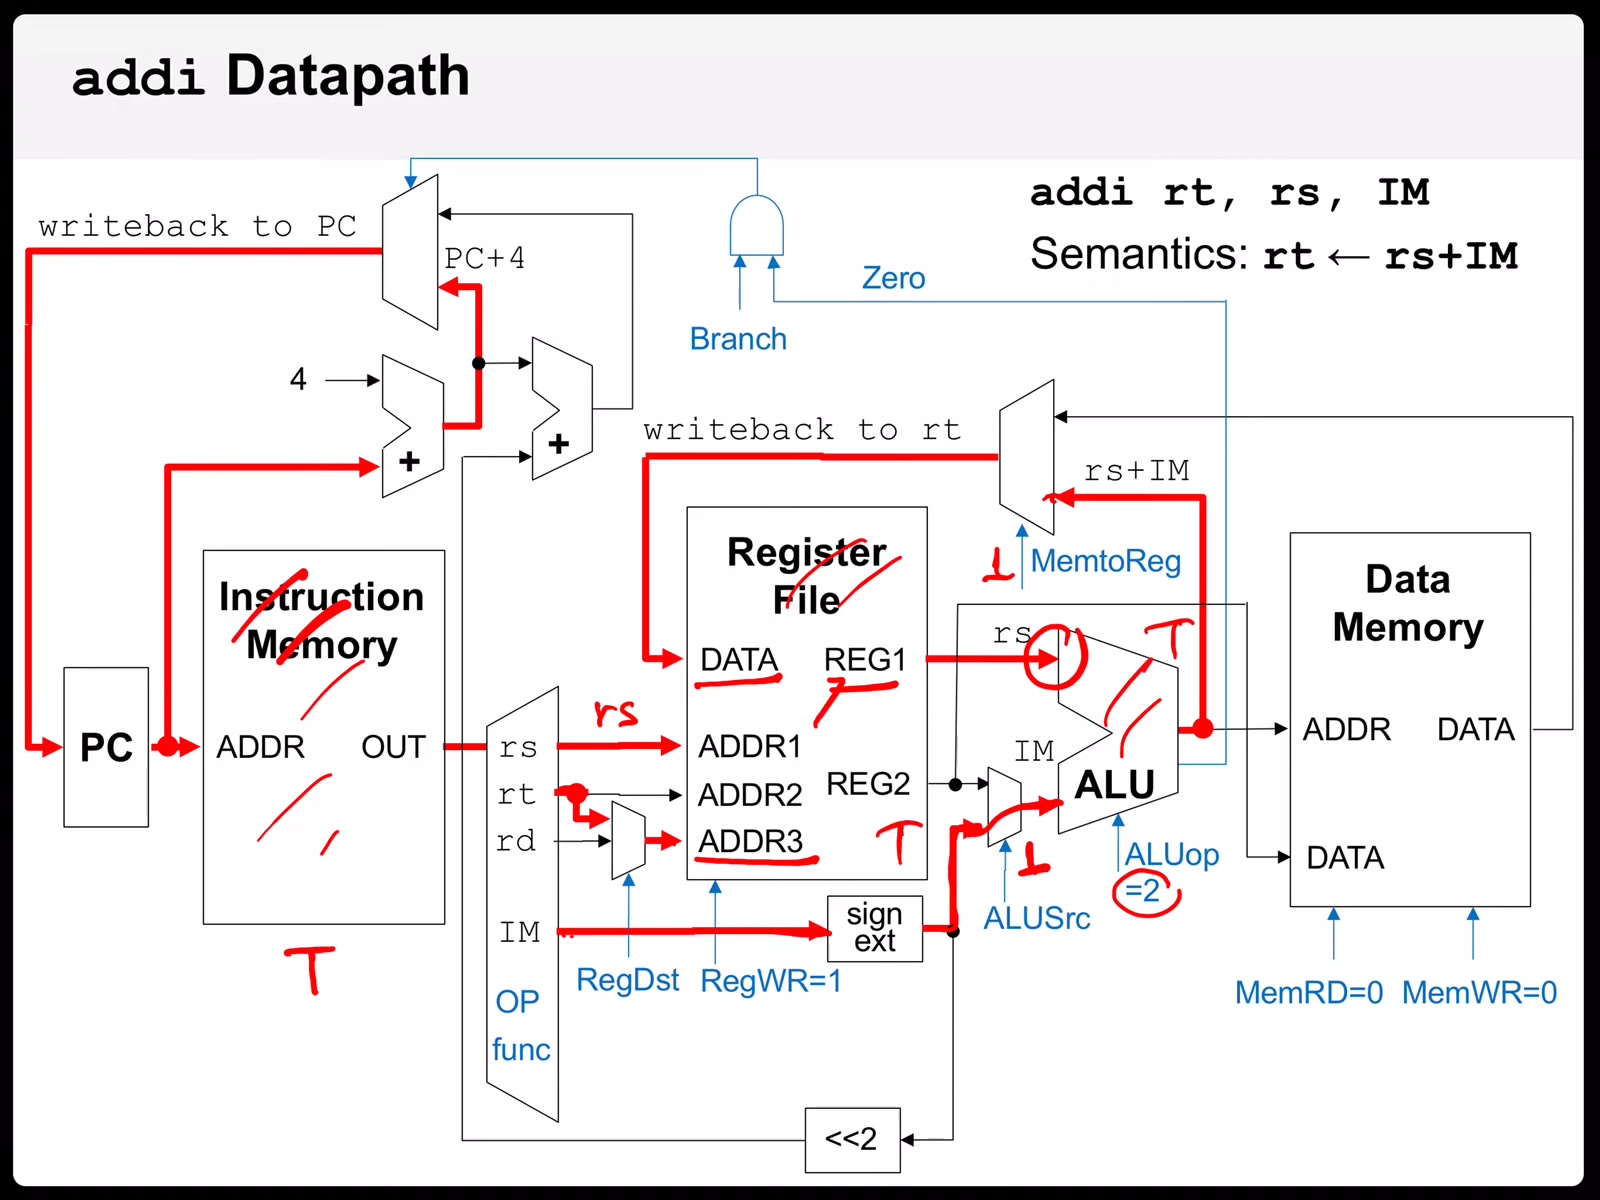 addi Datapath
addi rt, rs, IM
Semantics: rt ← rs+IM
writeback to PC
PC+4
Zero
Branch
4
+
+
writeback to rt
rs+IM
MemtoReg
1
Instruction
Memory
ADDR
OUT
T
PC
Register
File
DATA
REG1
ADDR1
ADDR2
REG2
ADDR3
T
rs
rs
rt
rd
IM
OP
func
RegDst
RegWR=1
sign
ext
rs
IM
ALU
T
1
ALUSrc
ALUop
=2
Data
Memory
ADDR
DATA
DATA
MemRD=0
MemWR=0
<<2